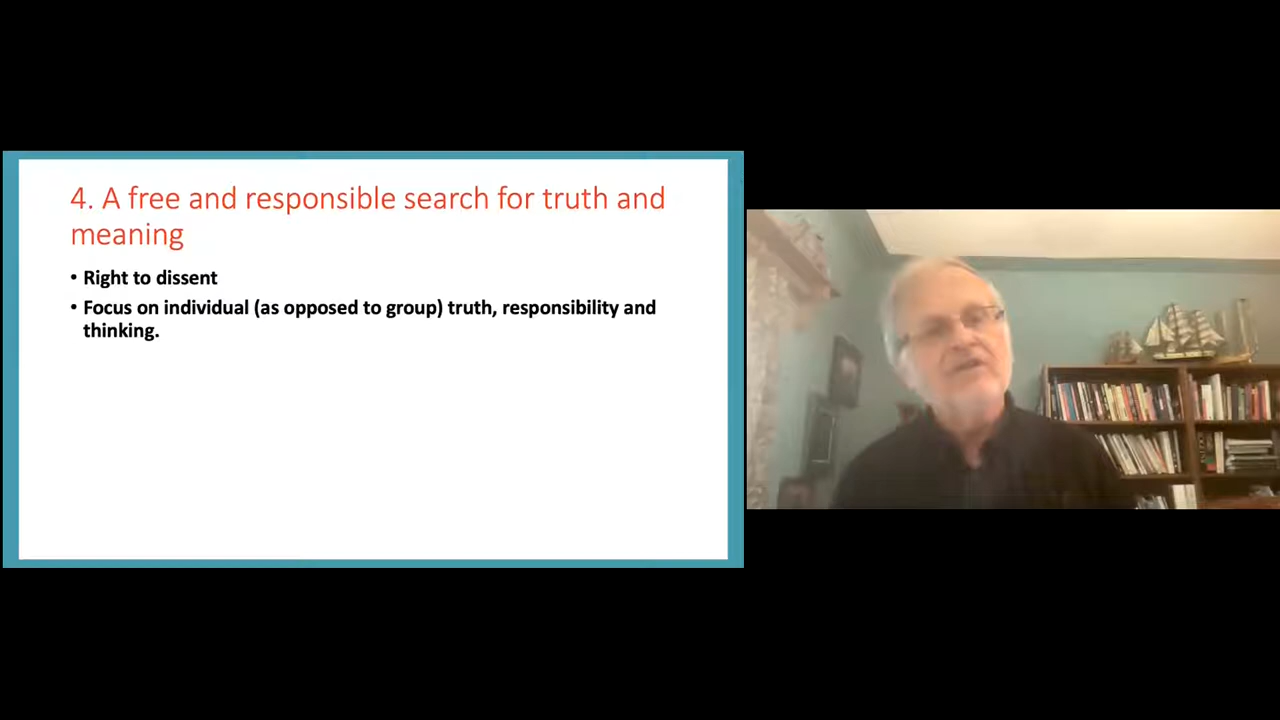 4. A free and responsible search for truth and
meaning
• Right to dissent
• Focus on individual (as opposed to group) truth, responsibility and
thinking.